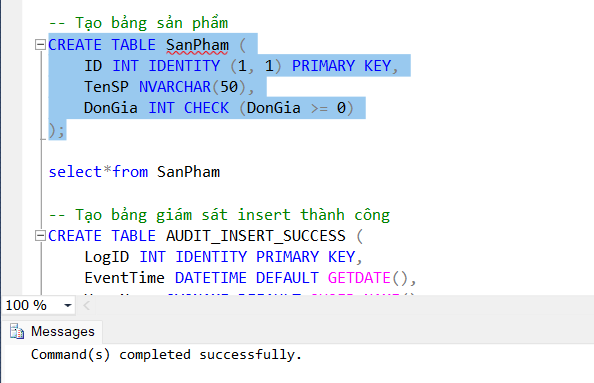 -- Tạo bảng sản phẩm
CREATE TABLE SanPham (
ID INT IDENTITY (1, 1) PRIMARY KEY,
TenSP NVARCHAR(50),
DonGia INT CHECK (DonGia >= 0)
);
select*from SanPham
-- Tạo bảng giám sát insert thành công
CREATE TABLE AUDIT_INSERT_SUCCESS (
LogID INT IDENTITY PRIMARY KEY,
EventTime DATETIME DEFAULT GETDATE(),
100 %
Messages
Command(s) completed successfully.